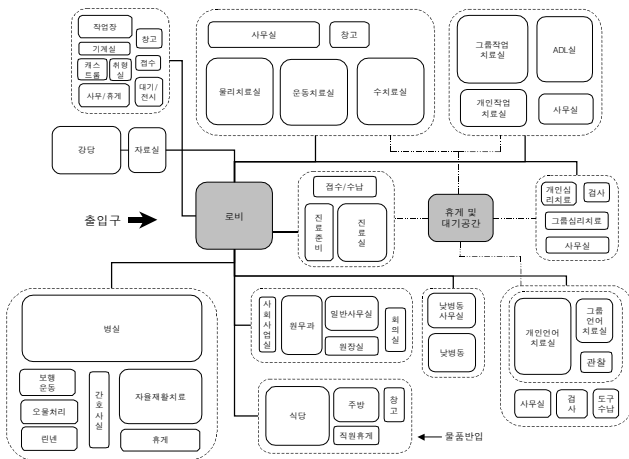 작업장
창고
기계실
캐스
트룸
취형
실
접수
사무/휴게
대기/
전시
사무실
창고
물리치료실
운동치료실
수치료실
그룹작업
치료실
ADL실
개인작업
치료실
사무실
강당
자료실
출입구
로비
접수/수납
진
료
준
비
진
료
실
휴게 및
대기공간
개인심
리치료
검사
그룹심리치료
사무실
병실
보행
운동
오물처리
린넨
간
호
사
실
자율재활치료
휴게
사
회
사
업
실
원무과
일반사무실
원장실
회
의
실
낮병동
사무실
낮병동
개인언어
치료실
그룹
언어
치료실
관찰
사무실
검
사
도구
수납
식당
주방
창
고
직원휴게
물품반입